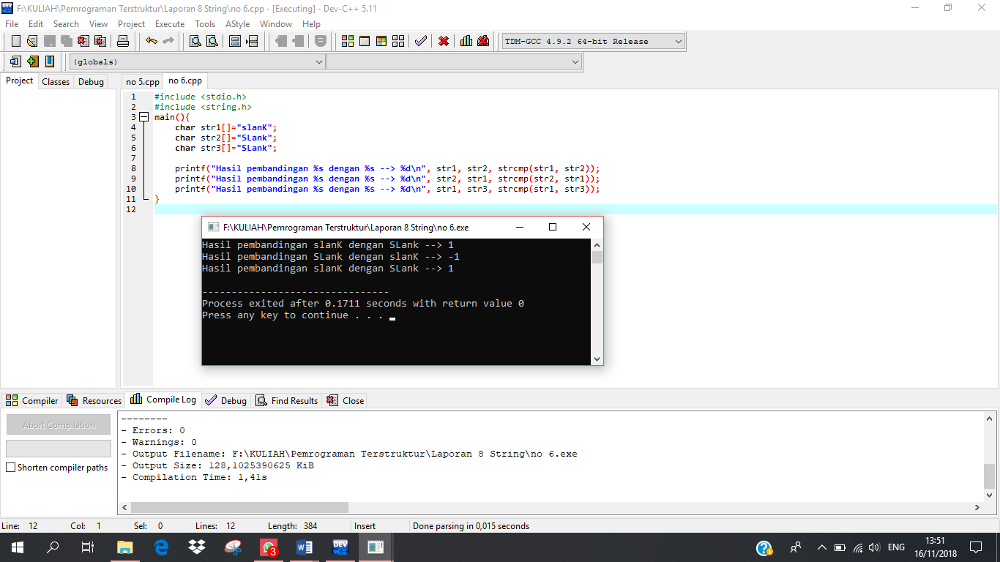 F:\KULIAH\Pemrograman Terstruktur\Laporan 8 String\no 6.cpp - [Executing] - Dev-C++ 5.11
File Edit Search View Project Execute Tools AStyle Window Help
TDM-GCC 4.9.2 64-bit Release
(globals)
Project Classes Debug no 5.cpp no 6.cpp
1 #include <stdio.h>
2 #include <string.h>
3 main(){
4 char str1[]="slanK";
5 char str2[]="SLank";
6 char str3[]="SLank";
7
8 printf("Hasil pembandingan %s dengan %s --> %d\n", str1, str2, strcmp(str1, str2));
9 printf("Hasil pembandingan %s dengan %s --> %d\n", str2, str1, strcmp(str2, str1));
10 printf("Hasil pembandingan %s dengan %s --> %d\n", str1, str3, strcmp(str1, str3));
11 }
12
F:\KULIAH\Pemrograman Terstruktur\Laporan 8 String\no 6.exe
Hasil pembandingan slanK dengan SLank --> 1
Hasil pembandingan SLank dengan slanK --> -1
Hasil pembandingan slanK dengan SLank --> 1
--------------------------------
Process exited after 0.1711 seconds with return value 0
Press any key to continue . . .
Compiler Resources Compile Log Debug Find Results Close
Abort Compilation
Shorten compiler paths
--------
- Errors: 0
- Warnings: 0
- Output Filename: F:\KULIAH\Pemrograman Terstruktur\Laporan 8 String\no 6.exe
- Output Size: 128,1025390625 KiB
- Compilation Time: 1,41s
Line: 12 Col: 1 Sel: 0 Lines: 12 Length: 384 Insert Done parsing in 0,015 seconds
3
DEV
ENG
13:51
16/11/2018